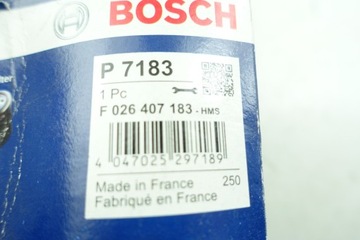 BOSCH
P 7183
1 Pc
F 026 407 183 - HMS
4 047025 297189
Made in France 250
Fabriqué en France